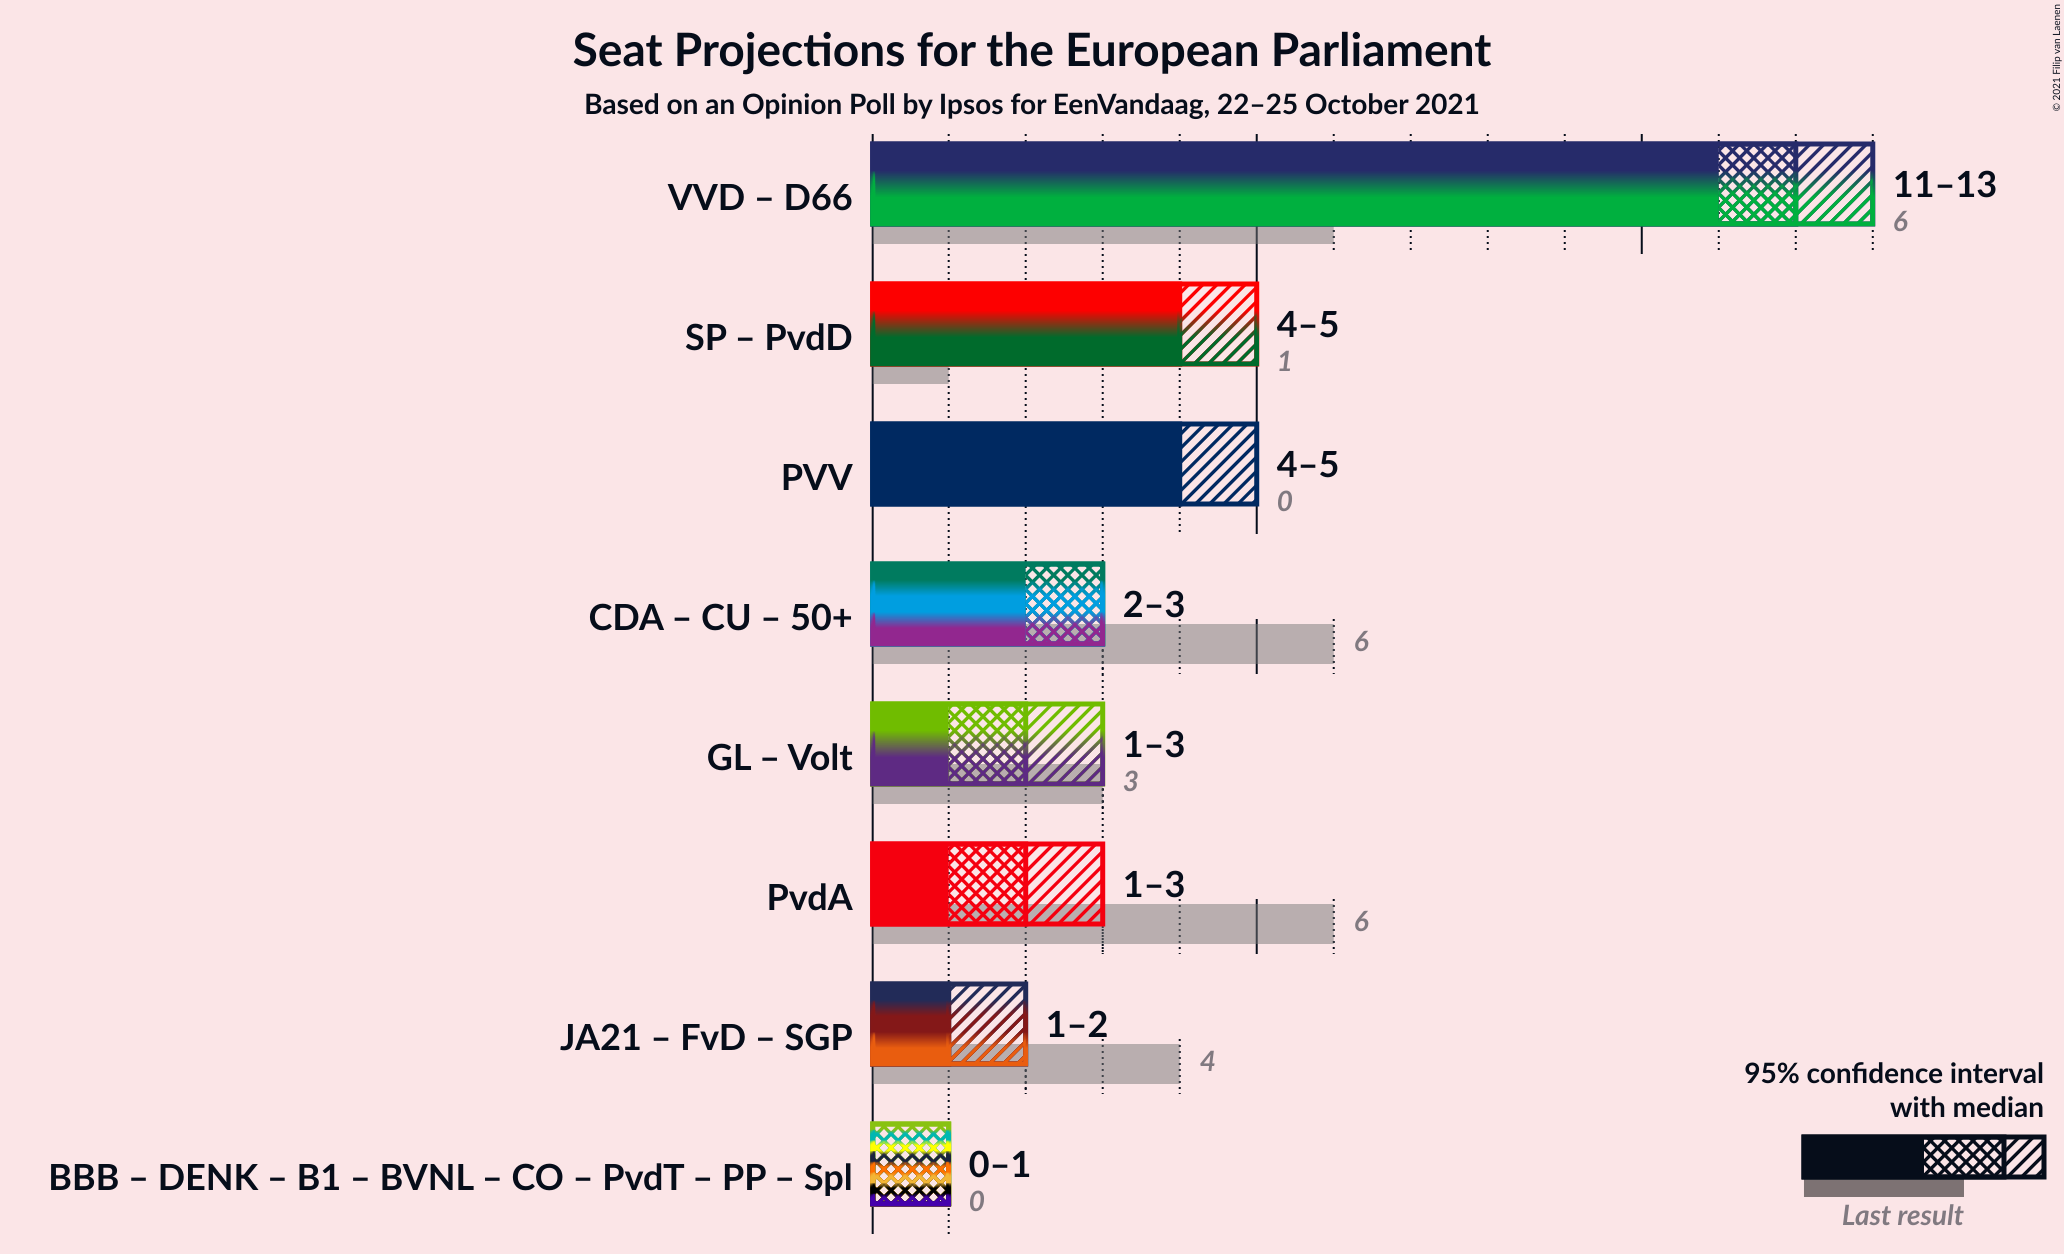 Seat Projections for the European Parliament
Based on an Opinion Poll by Ipsos for EenVandaag, 22–25 October 2021
© 2021 Filip van Laenen
VVD – D66
11–13
6
SP – PvdD
4–5
1
PVV
4–5
0
CDA – CU – 50+
2–3
6
GL – Volt
1–3
3
PvdA
1–3
6
JA21 – FvD – SGP
1–2
4
BBB – DENK – B1 – BVNL – CO – PvdT – PP – Spl
0–1
0
95% confidence interval
with median
Last result